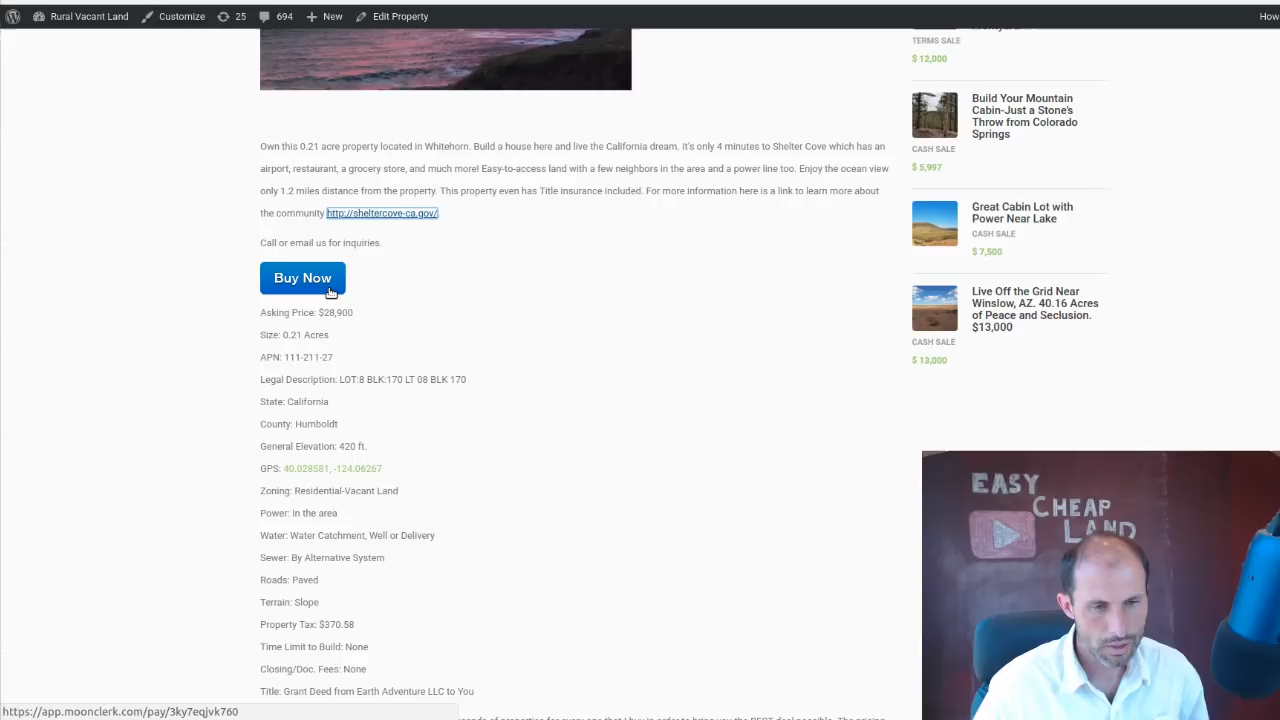 Rural Vacant Land Customize 25 694 New Edit Property How
TERMS SALE
$ 12,000
Build Your Mountain
Cabin-Just a Stone's
Throw from Colorado
Springs
CASH SALE
$ 5,997
Great Cabin Lot with
Power Near Lake
CASH SALE
$ 7,500
Live Off the Grid Near
Winslow, AZ. 40.16 Acres
of Peace and Seclusion.
$13,000
CASH SALE
$ 13,000
Own this 0.21 acre property located in Whitehorn. Build a house here and live the California dream. It's only 4 minutes to Shelter Cove which has an
airport, restaurant, a grocery store, and much more! Easy-to-access land with a few neighbors in the area and a power line too. Enjoy the ocean view
only 1.2 miles distance from the property. This property even has Title insurance included. For more information here is a link to learn more about
the community http://sheltercove-ca.gov/
Call or email us for inquiries.
Buy Now
Asking Price: $28,900
Size: 0.21 Acres
APN: 111-211-27
Legal Description: LOT:8 BLK:170 LT 08 BLK 170
State: California
County: Humboldt
General Elevation: 420 ft.
GPS: 40.028581, -124.06267
Zoning: Residential-Vacant Land
Power: In the area
Water: Water Catchment, Well or Delivery
Sewer: By Alternative System
Roads: Paved
Terrain: Slope
Property Tax: $370.58
Time Limit to Build: None
Closing/Doc. Fees: None
Title: Grant Deed from Earth Adventure LLC to You
https://app.moonclerk.com/pay/3ky7eqjvk760
EASY
CHEAP
LAND